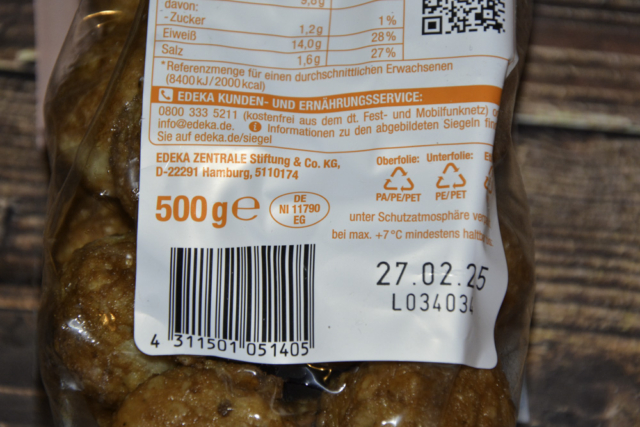 davon:
- Zucker
1,2g 1 %
Eiweiß 14,0g 28 %
Salz 1,6g 27 %
*Referenzmenge für einen durchschnittlichen Erwachsenen
(8400 kJ / 2000 kcal)
EDEKA KUNDEN- UND ERNÄHRUNGSSERVICE:
0800 333 5211 (kostenfrei aus dem dt. Fest- und Mobilfunknetz)
info@edeka.de. i Informationen zu den abgebildeten Siegeln
Sie auf edeka.de/siegel
EDEKA ZENTRALE Stiftung & Co. KG,
D-22291 Hamburg, 5110174
Oberfolie: Unterfolie:
PA/PE/PET PE/PET
500 g e
DE
NI 11790
EG
unter Schutzatmosphäre
bei max. +7 °C mindestens
27.02.25
L034034
4 311501 051405